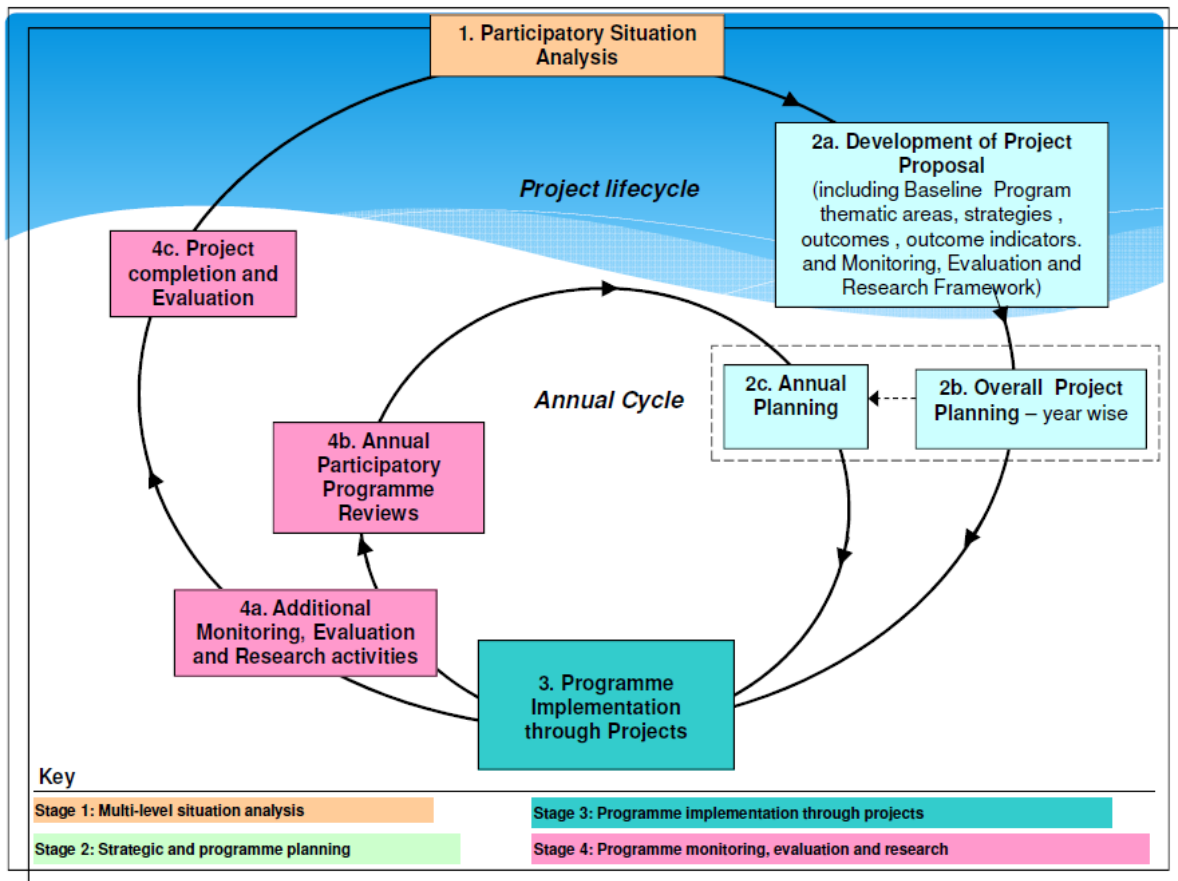 1. Participatory Situation
Analysis
2a. Development of Project
Proposal
(including Baseline Program
thematic areas, strategies ,
outcomes , outcome indicators.
and Monitoring, Evaluation and
Research Framework)
Project lifecycle
4c. Project
completion and
Evaluation
Annual Cycle
2c. Annual
Planning
2b. Overall Project
Planning – year wise
4b. Annual
Participatory
Programme
Reviews
4a. Additional
Monitoring, Evaluation
and Research activities
3. Programme
Implementation
through Projects
Key
Stage 1: Multi-level situation analysis
Stage 2: Strategic and programme planning
Stage 3: Programme implementation through projects
Stage 4: Programme monitoring, evaluation and research